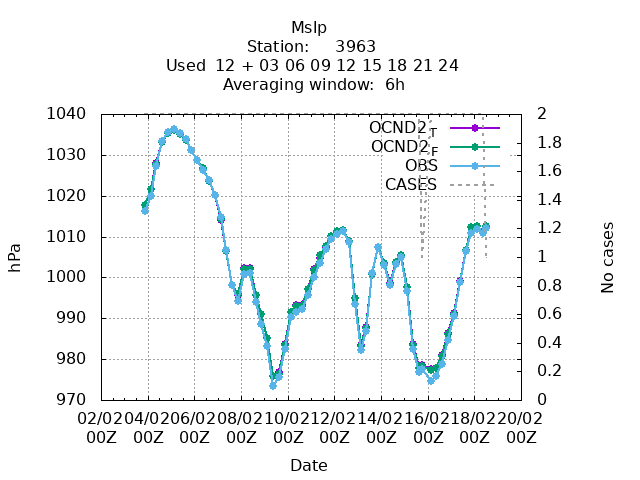 Mslp
Station: 3963
Used 12 + 03 06 09 12 15 18 21 24
Averaging window: 6h
1040
1030
1020
1010
1000
990
980
970
hPa
2
1.8
1.6
1.4
1.2
1
0.8
0.6
0.4
0.2
0
No cases
OCND2_T
OCND2_F
OBS
CASES
02/02 04/02 06/02 08/02 10/02 12/02 14/02 16/02 18/02 20/02
00Z 00Z 00Z 00Z 00Z 00Z 00Z 00Z 00Z 00Z
Date